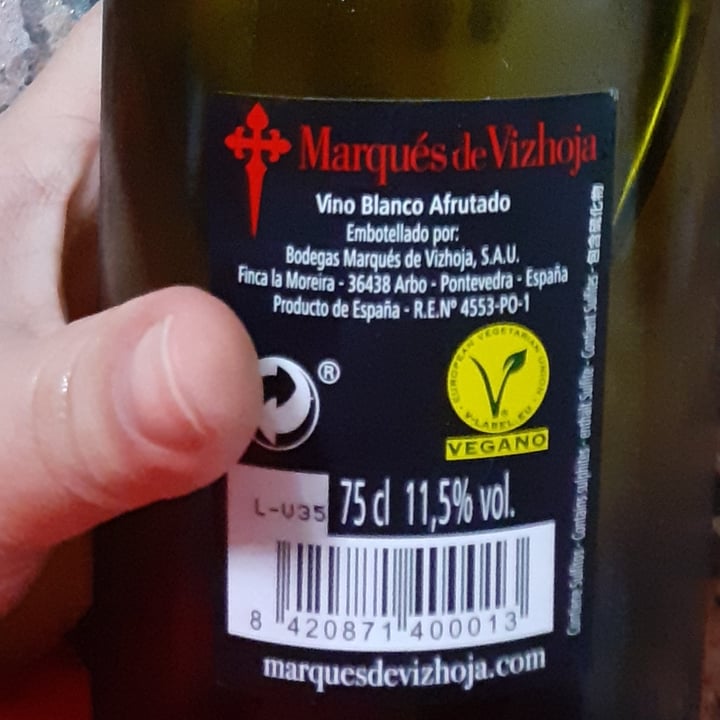 Marqués de Vizhoja
Vino Blanco Afrutado
Embotellado por:
Bodegas Marqués de Vizhoja, S.A.U.
Finca la Moreira - 36438 Arbo - Pontevedra - España
Producto de España - R.E.Nº 4553-PO-1
®
EUROPEAN VEGETARIAN UNION
V-LABEL.EU
VEGANO
L-U35
75 cl 11,5% vol.
8 420871 400013
marquesdevizhoja.com
Contiene Sulfitos - Contains sulphites - enthält Sulfite - Contient Sulfites -